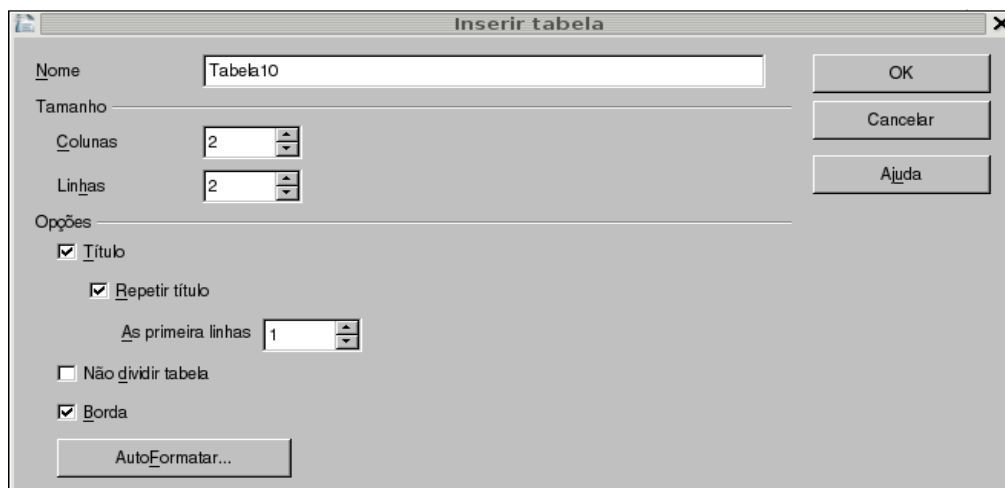 Inserir tabela
Nome Tabela10
OK
Tamanho
Cancelar
Colunas 2
Linhas 2
Ajuda
Opções
Título
Repetir título
As primeira linhas 1
Não dividir tabela
Borda
AutoFormatar...